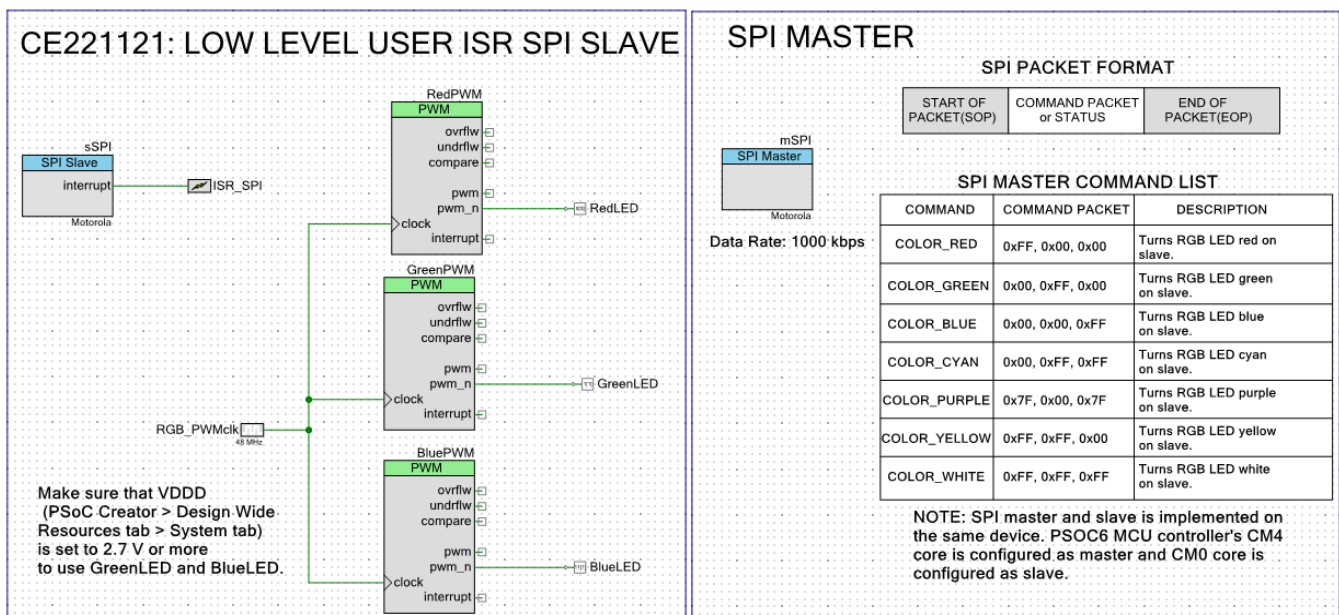 CE221121: LOW LEVEL USER ISR SPI SLAVE
sSPI
SPI Slave
interrupt
Motorola
ISR_SPI
RedPWM
PWM
ovrflw
undrflw
compare
pwm
pwm_n
clock
interrupt
RedLED
GreenPWM
PWM
ovrflw
undrflw
compare
pwm
pwm_n
clock
interrupt
GreenLED
RGB_PWMclk
48 MHz
BluePWM
PWM
ovrflw
undrflw
compare
pwm
pwm_n
clock
interrupt
BlueLED
Make sure that VDDD
(PSoC Creator > Design Wide
Resources tab > System tab)
is set to 2.7 V or more
to use GreenLED and BlueLED.
SPI MASTER
SPI PACKET FORMAT
START OF
PACKET(SOP)
COMMAND PACKET
or STATUS
END OF
PACKET(EOP)
mSPI
SPI Master
Motorola
Data Rate: 1000 kbps
SPI MASTER COMMAND LIST
COMMAND COMMAND PACKET DESCRIPTION
COLOR_RED 0xFF, 0x00, 0x00 Turns RGB LED red on
slave.
COLOR_GREEN 0x00, 0xFF, 0x00 Turns RGB LED green
on slave.
COLOR_BLUE 0x00, 0x00, 0xFF Turns RGB LED blue
on slave.
COLOR_CYAN 0x00, 0xFF, 0xFF Turns RGB LED cyan
on slave.
COLOR_PURPLE 0x7F, 0x00, 0x7F Turns RGB LED purple
on slave.
COLOR_YELLOW 0xFF, 0xFF, 0x00 Turns RGB LED yellow
on slave.
COLOR_WHITE 0xFF, 0xFF, 0xFF Turns RGB LED white
on slave.
NOTE: SPI master and slave is implemented on
the same device. PSOC6 MCU controller's CM4
core is configured as master and CM0 core is
configured as slave.